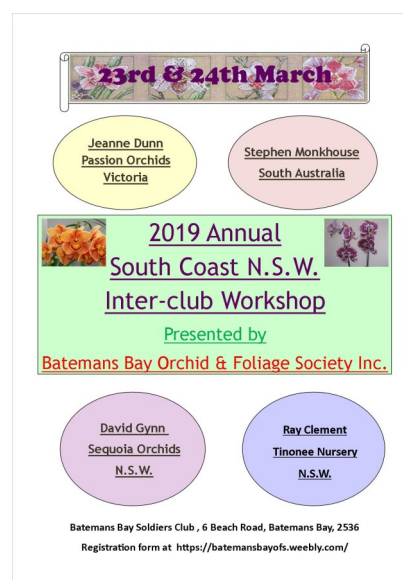 23rd & 24th March
Jeanne Dunn
Passion Orchids
Victoria
Stephen Monkhouse
South Australia
2019 Annual
South Coast N.S.W.
Inter-club Workshop
Presented by
Batemans Bay Orchid & Foliage Society Inc.
David Gynn
Sequoia Orchids
N.S.W.
Ray Clement
Tinonee Nursery
N.S.W.
Batemans Bay Soldiers Club , 6 Beach Road, Batemans Bay, 2536
Registration form at https://batemansbayofs.weebly.com/